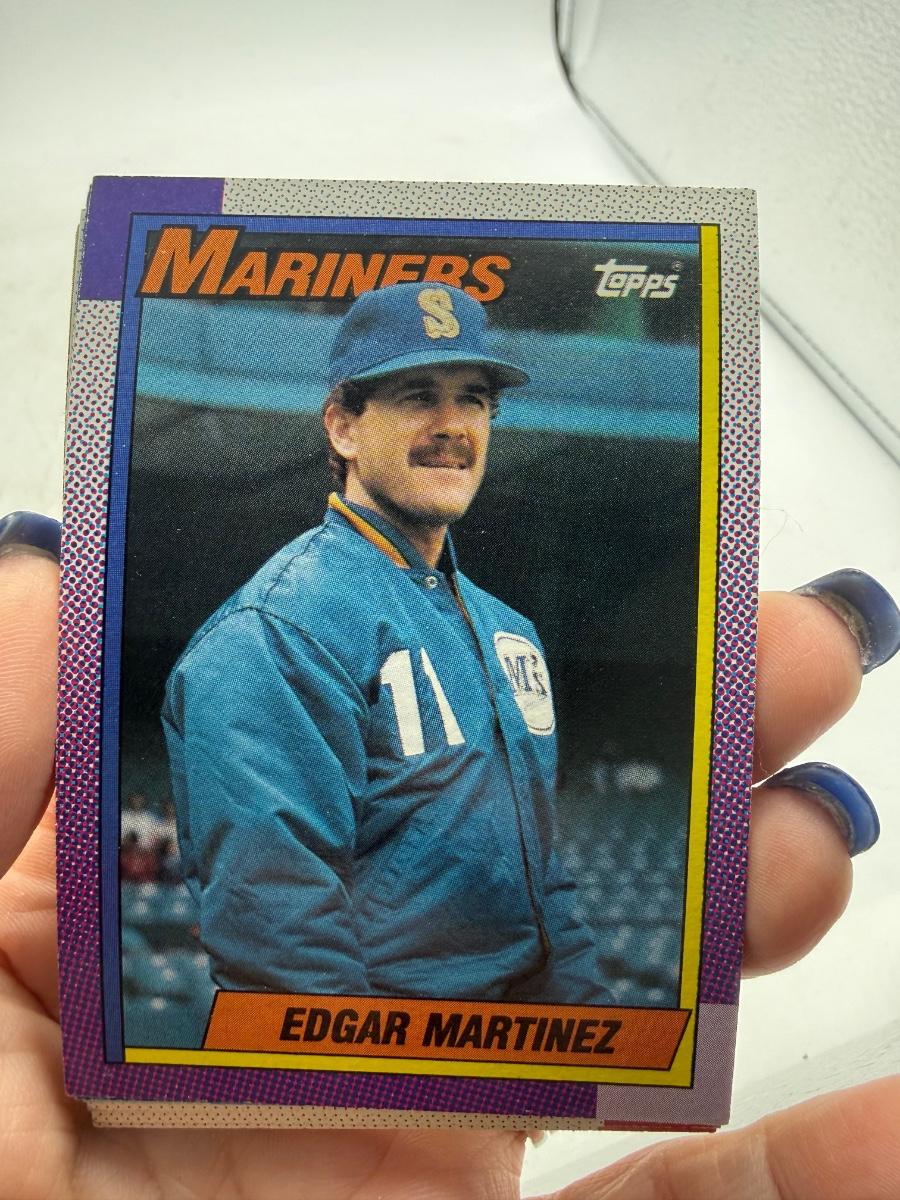 MARINERS
topps®
S
11
M's
EDGAR MARTINEZ